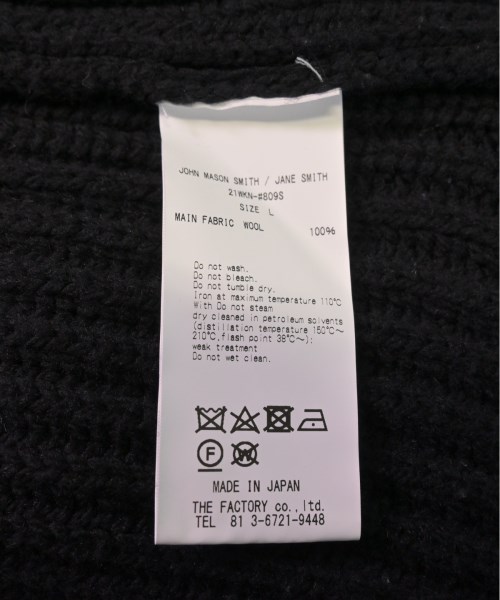 JOHN MASON SMITH / JANE SMITH
21WKN-#809S
SIZE L
MAIN FABRIC WOOL 100%
Do not wash.
Do not bleach.
Do not tumble dry.
Iron at maximum temperature 110℃
With Do not steam
dry cleaned in petroleum solvents
(distillation temperature 150℃~
210℃,flash point 38℃~):
weak treatment
Do not wet clean.
F W
MADE IN JAPAN
THE FACTORY co.,ltd.
TEL 81 3-6721-9448